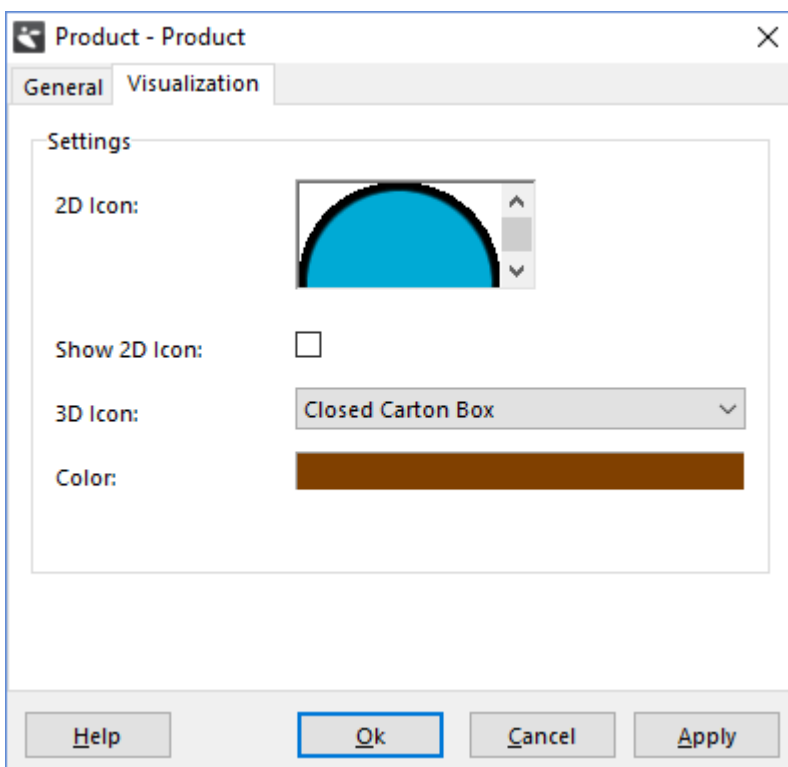 Product - Product
General Visualization
Settings
2D Icon:
Show 2D Icon:
3D Icon: Closed Carton Box
Color:
Help Ok Cancel Apply